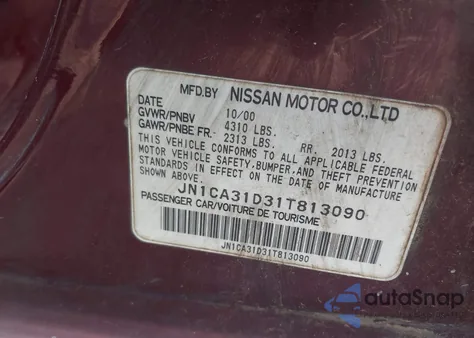 MFD.BY NISSAN MOTOR CO.,LTD
DATE 10/00
GVWR/PNBV 4310 LBS.
GAWR/PNBE FR. 2313 LBS. RR. 2013 LBS.
THIS VEHICLE CONFORMS TO ALL APPLICABLE FEDERAL
MOTOR VEHICLE SAFETY,BUMPER,AND THEFT PREVENTION
STANDARDS IN EFFECT ON THE DATE OF MANUFACTURE
SHOWN ABOVE.
JN1CA31D31T813090
PASSENGER CAR/VOITURE DE TOURISME
JN1CA31D31T813090
autoSnap